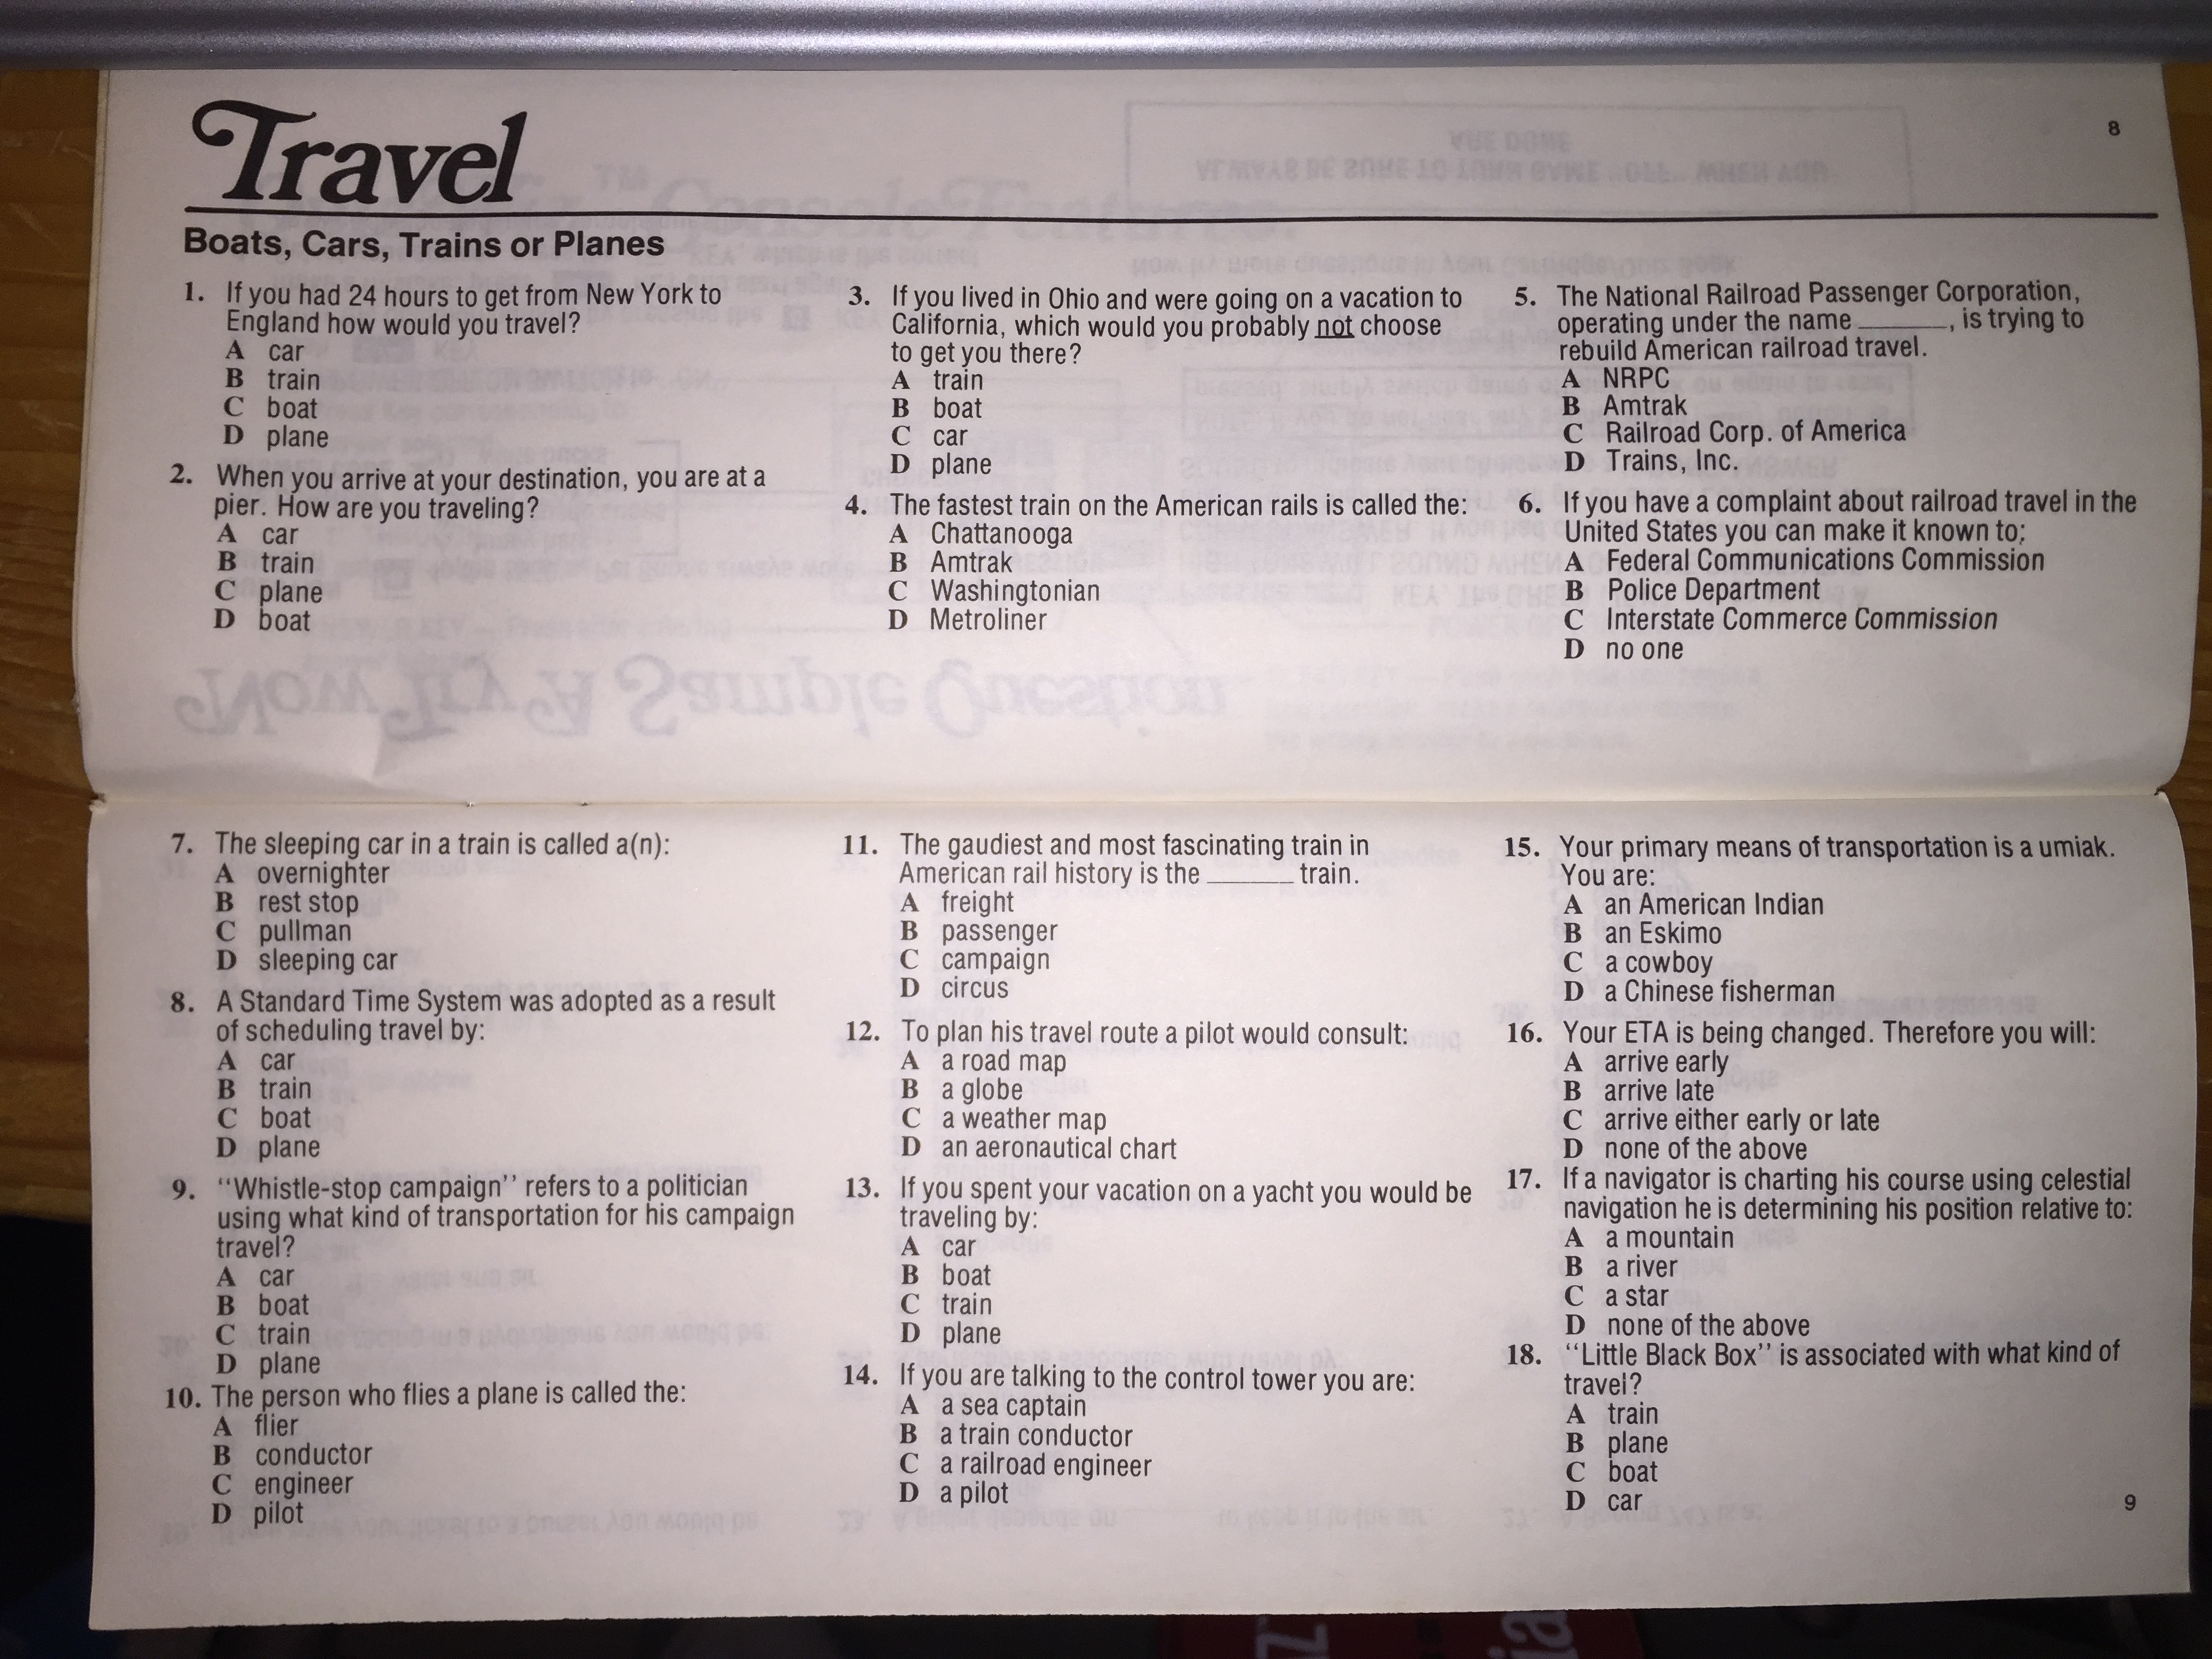 8
Travel
Boats, Cars, Trains or Planes
1. If you had 24 hours to get from New York to
England how would you travel?
A car
B train
C boat
D plane
2. When you arrive at your destination, you are at a
pier. How are you traveling?
A car
B train
C plane
D boat
3. If you lived in Ohio and were going on a vacation to
California, which would you probably not choose
to get you there?
A train
B boat
C car
D plane
4. The fastest train on the American rails is called the:
A Chattanooga
B Amtrak
C Washingtonian
D Metroliner
5. The National Railroad Passenger Corporation,
operating under the name ______, is trying to
rebuild American railroad travel.
A NRPC
B Amtrak
C Railroad Corp. of America
D Trains, Inc.
6. If you have a complaint about railroad travel in the
United States you can make it known to:
A Federal Communications Commission
B Police Department
C Interstate Commerce Commission
D no one
7. The sleeping car in a train is called a(n):
A overnighter
B rest stop
C pullman
D sleeping car
8. A Standard Time System was adopted as a result
of scheduling travel by:
A car
B train
C boat
D plane
9. "Whistle-stop campaign" refers to a politician
using what kind of transportation for his campaign
travel?
A car
B boat
C train
D plane
10. The person who flies a plane is called the:
A flier
B conductor
C engineer
D pilot
11. The gaudiest and most fascinating train in
American rail history is the ______ train.
A freight
B passenger
C campaign
D circus
12. To plan his travel route a pilot would consult:
A a road map
B a globe
C a weather map
D an aeronautical chart
13. If you spent your vacation on a yacht you would be
traveling by:
A car
B boat
C train
D plane
14. If you are talking to the control tower you are:
A a sea captain
B a train conductor
C a railroad engineer
D a pilot
15. Your primary means of transportation is a umiak.
You are:
A an American Indian
B an Eskimo
C a cowboy
D a Chinese fisherman
16. Your ETA is being changed. Therefore you will:
A arrive early
B arrive late
C arrive either early or late
D none of the above
17. If a navigator is charting his course using celestial
navigation he is determining his position relative to:
A a mountain
B a river
C a star
D none of the above
18. "Little Black Box" is associated with what kind of
travel?
A train
B plane
C boat
D car
9